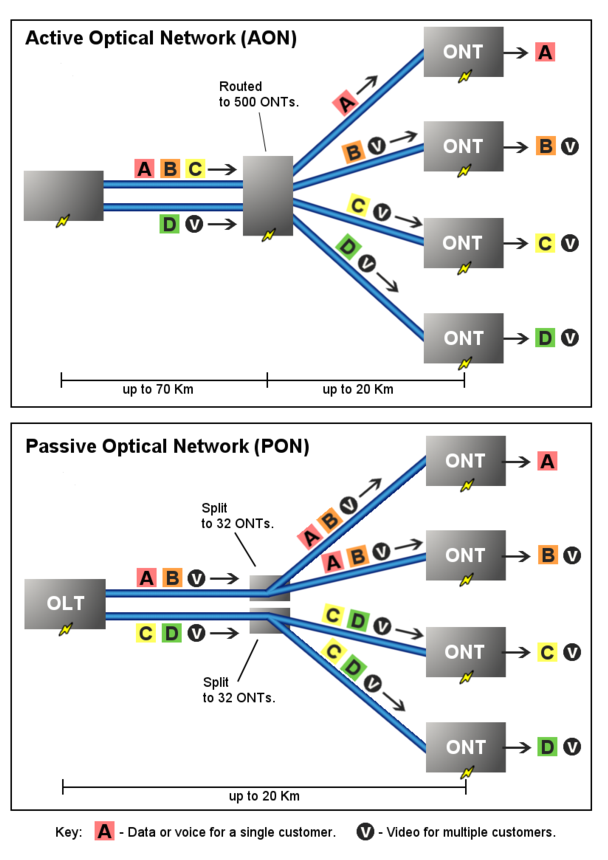 Active Optical Network (AON)
ONT
A
Routed
to 500 ONTs.
A
B V
ONT
B V
A B C
C V
D V
D V
ONT
C V
ONT
D V
up to 70 Km
up to 20 Km
Passive Optical Network (PON)
ONT
A
Split
to 32 ONTs.
A B V
A B V
ONT
B V
A B V
OLT
C D V
C D V
C D V
ONT
C V
Split
to 32 ONTs.
ONT
D V
up to 20 Km
Key: A - Data or voice for a single customer. V - Video for multiple customers.